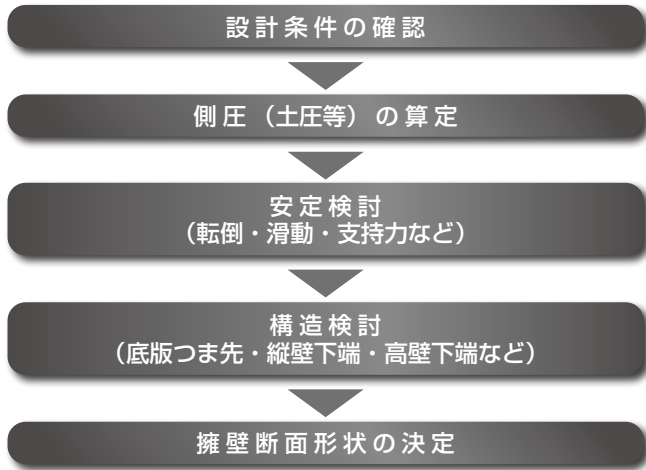 設計条件の確認
側圧（土圧等）の算定
安定検討
（転倒・滑動・支持力など）
構造検討
（底版つま先・縦壁下端・高壁下端など）
擁壁断面形状の決定